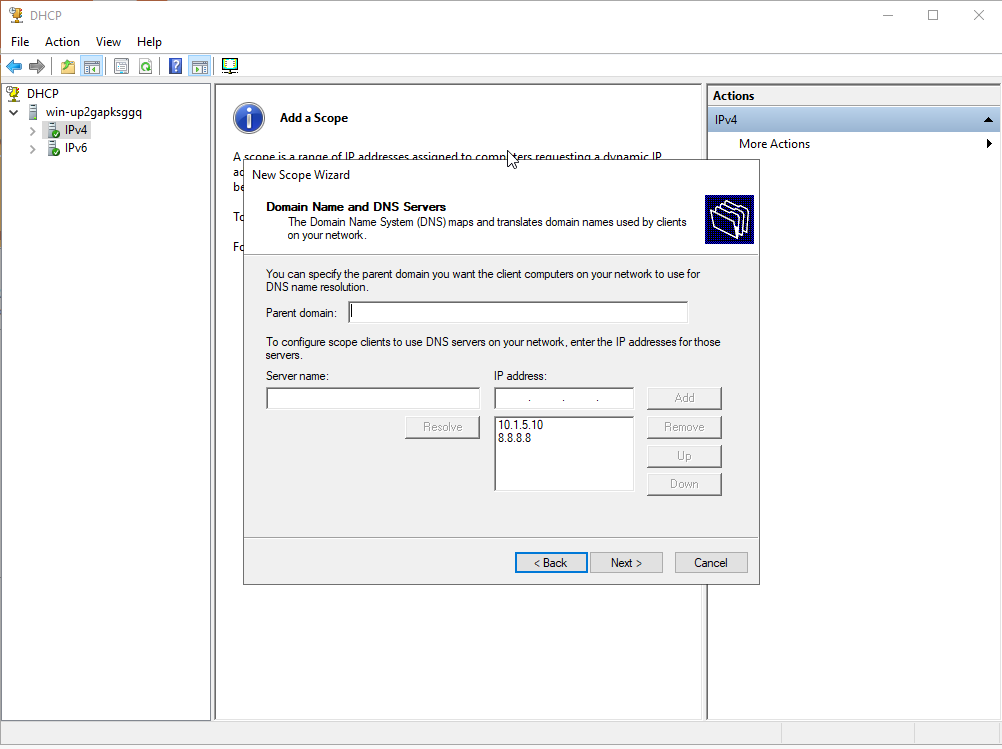 DHCP
File Action View Help
DHCP
win-up2gapksggq
IPv4
IPv6
Add a Scope
A scope is a range of IP addresses assigned to computers requesting a dynamic IP
ad
be
To
Fo
New Scope Wizard
Domain Name and DNS Servers
The Domain Name System (DNS) maps and translates domain names used by clients
on your network.
You can specify the parent domain you want the client computers on your network to use for
DNS name resolution.
Parent domain:
To configure scope clients to use DNS servers on your network, enter the IP addresses for those
servers.
Server name:
IP address:
. . .
Add
Resolve
10.1.5.10
8.8.8.8
Remove
Up
Down
< Back
Next >
Cancel
Actions
IPv4
More Actions